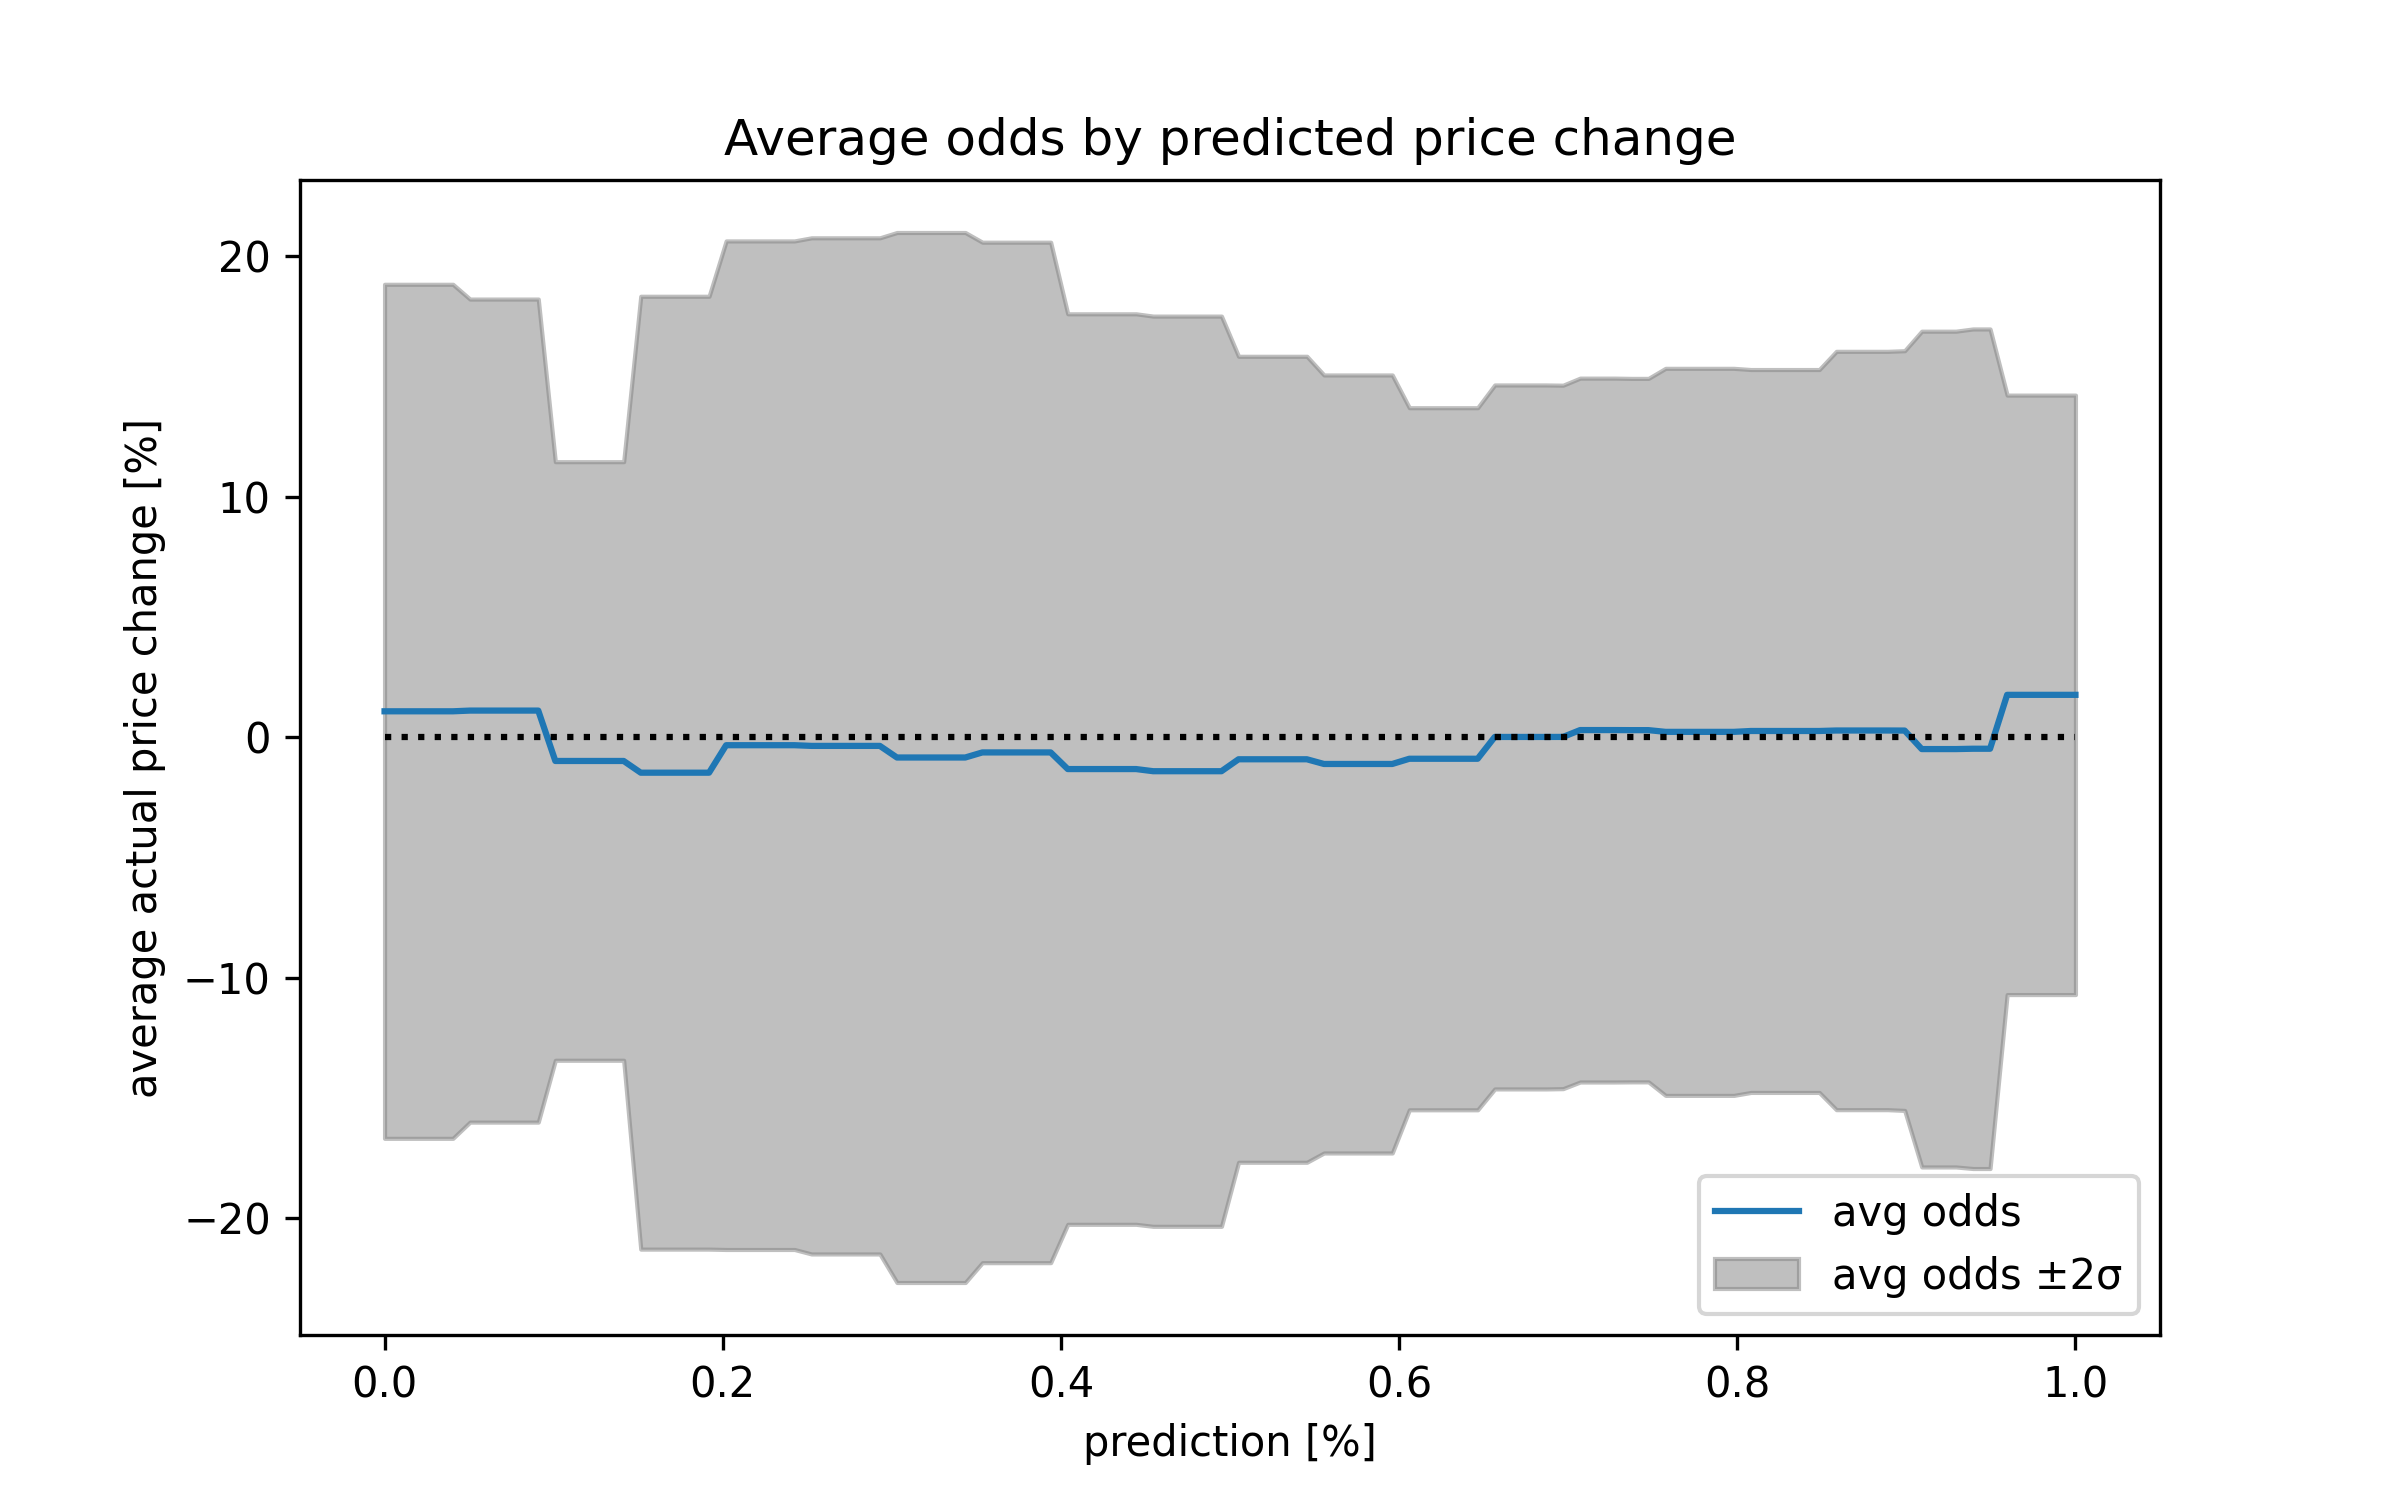 Average odds by predicted price change
average actual price change [%]
20
10
0
−10
−20
avg odds
avg odds ±2σ
0.0 0.2 0.4 0.6 0.8 1.0
prediction [%]